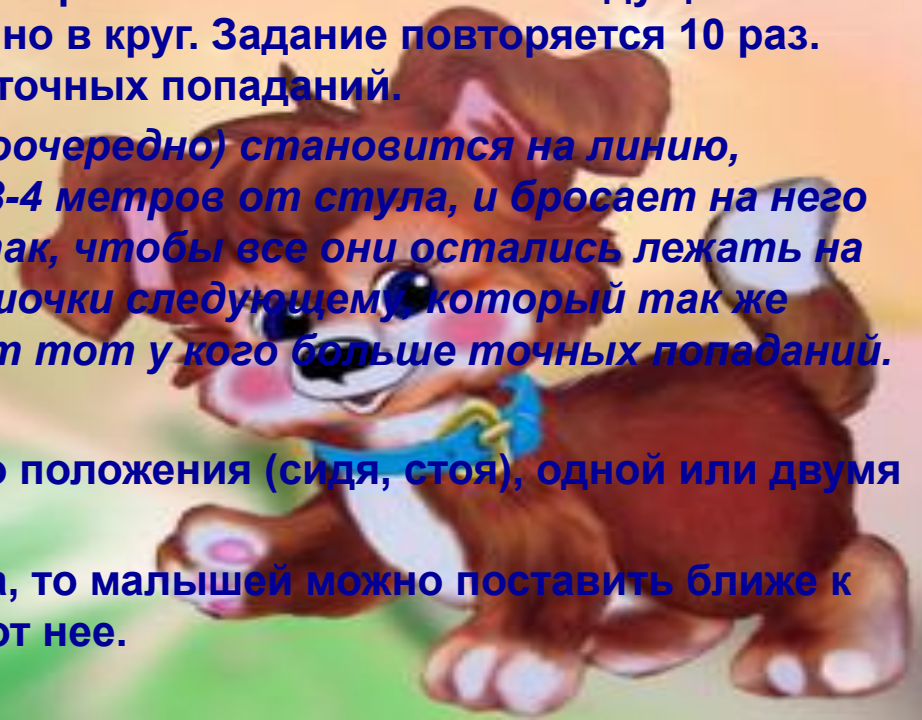 но в круг. Задание повторяется 10 раз.
точных попаданий.
оочередно) становится на линию,
3-4 метров от стула, и бросает на него
так, чтобы все они остались лежать на
шочки следующему, который так же
т тот у кого больше точных попаданий.
о положения (сидя, стоя), одной или двумя
а, то малышей можно поставить ближе к
от нее.